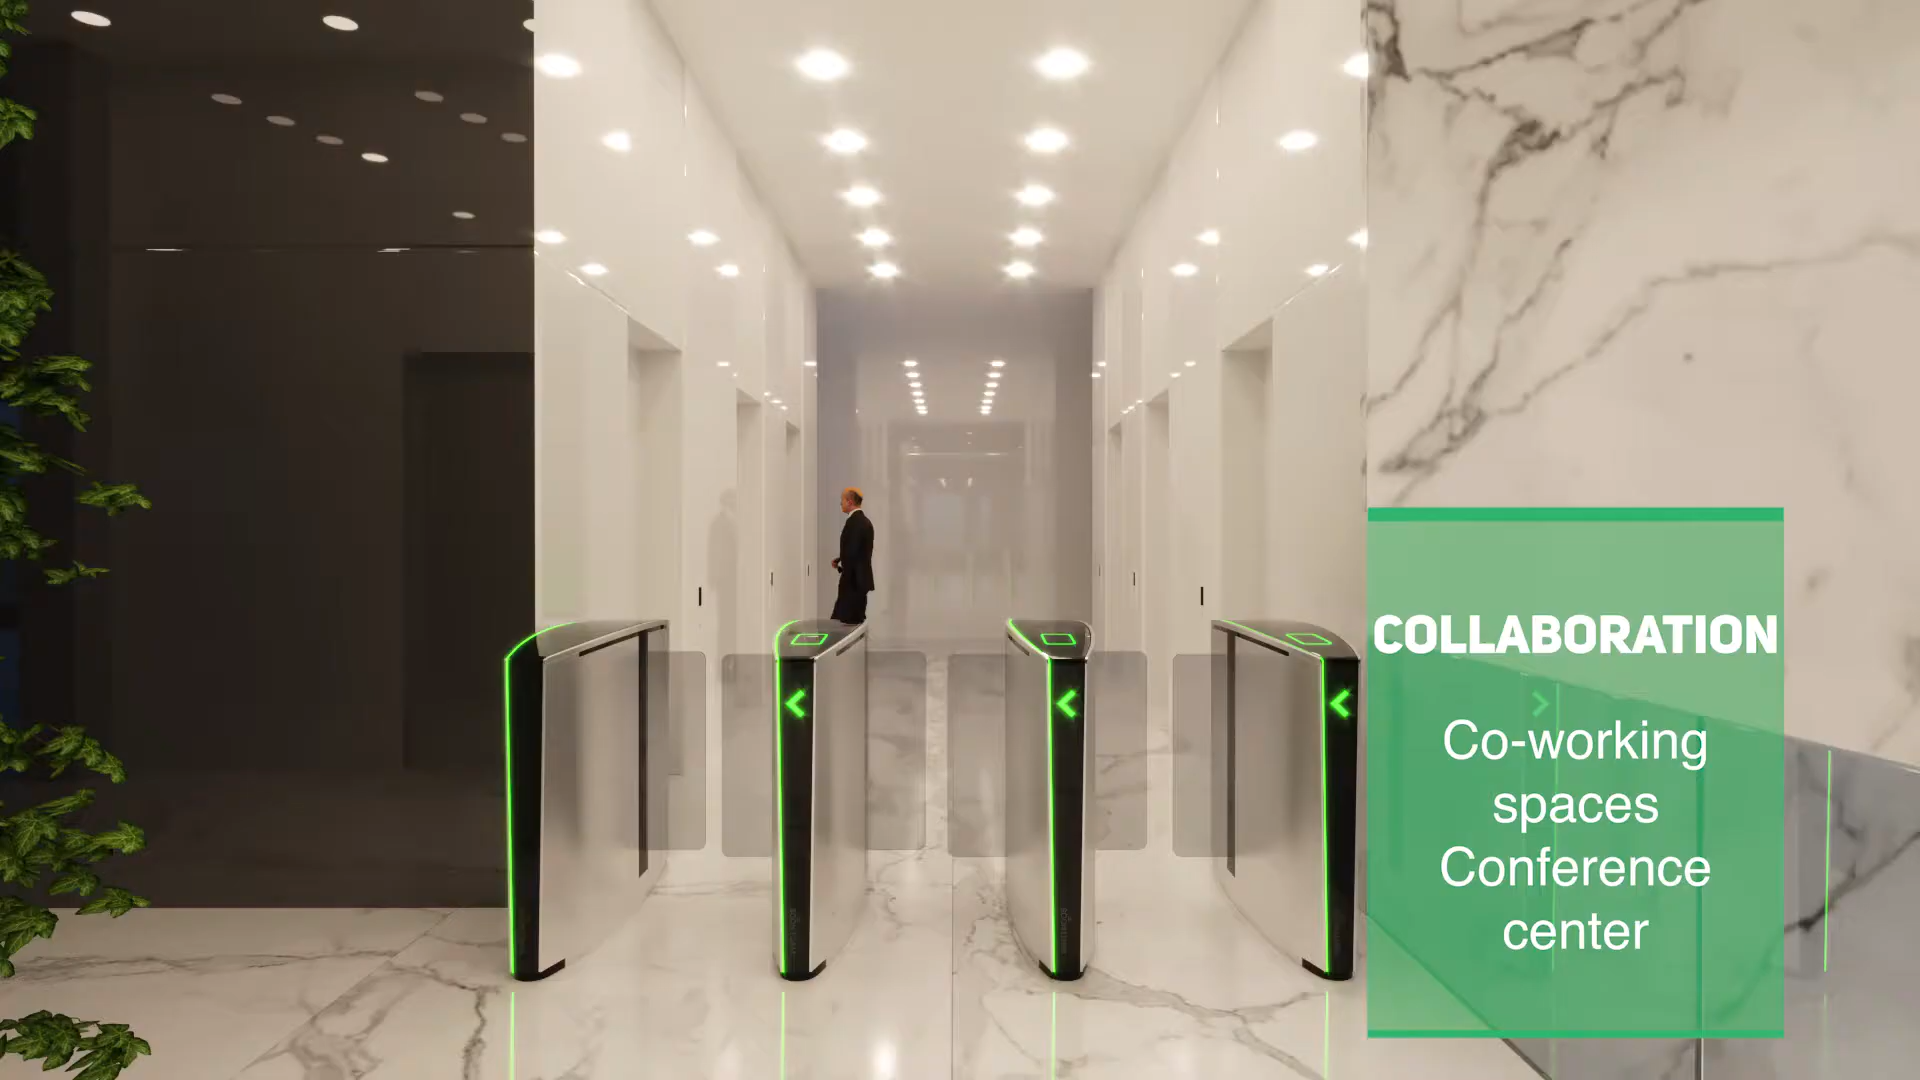 COLLABORATION
Co-working
spaces
Conference
center